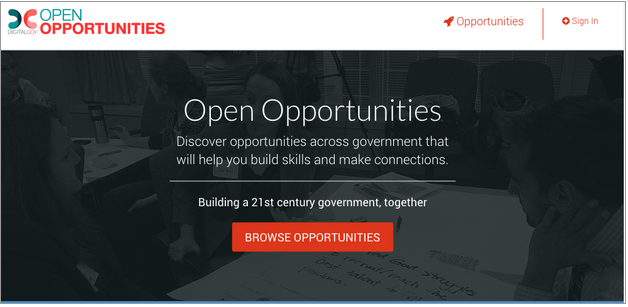 OPEN
DIGITALGOV OPPORTUNITIES
Opportunities
Sign In
Open Opportunities
Discover opportunities across government that
will help you build skills and make connections.
Building a 21st century government, together
BROWSE OPPORTUNITIES